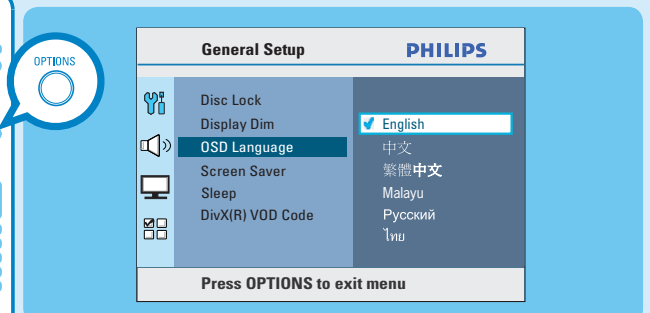 OPTIONS
General Setup
PHILIPS
Disc Lock
Display Dim
OSD Language
Screen Saver
Sleep
DivX(R) VOD Code
English
中文
繁體中文
Malayu
Русский
ไทย
Press OPTIONS to exit menu